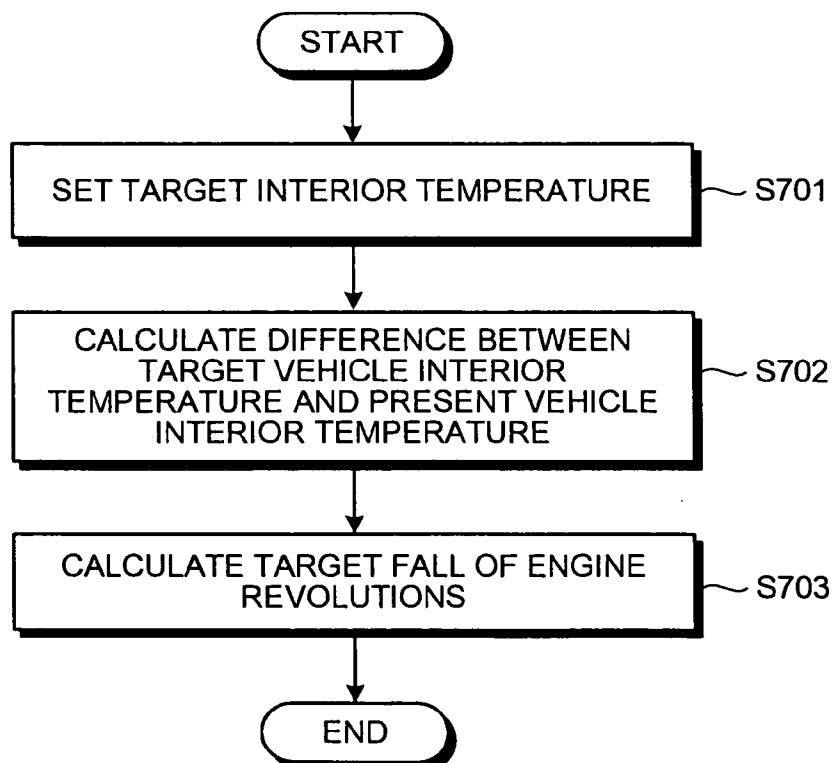 START
SET TARGET INTERIOR TEMPERATURE
S701
CALCULATE DIFFERENCE BETWEEN
TARGET VEHICLE INTERIOR
TEMPERATURE AND PRESENT VEHICLE
INTERIOR TEMPERATURE
S702
CALCULATE TARGET FALL OF ENGINE
REVOLUTIONS
S703
END